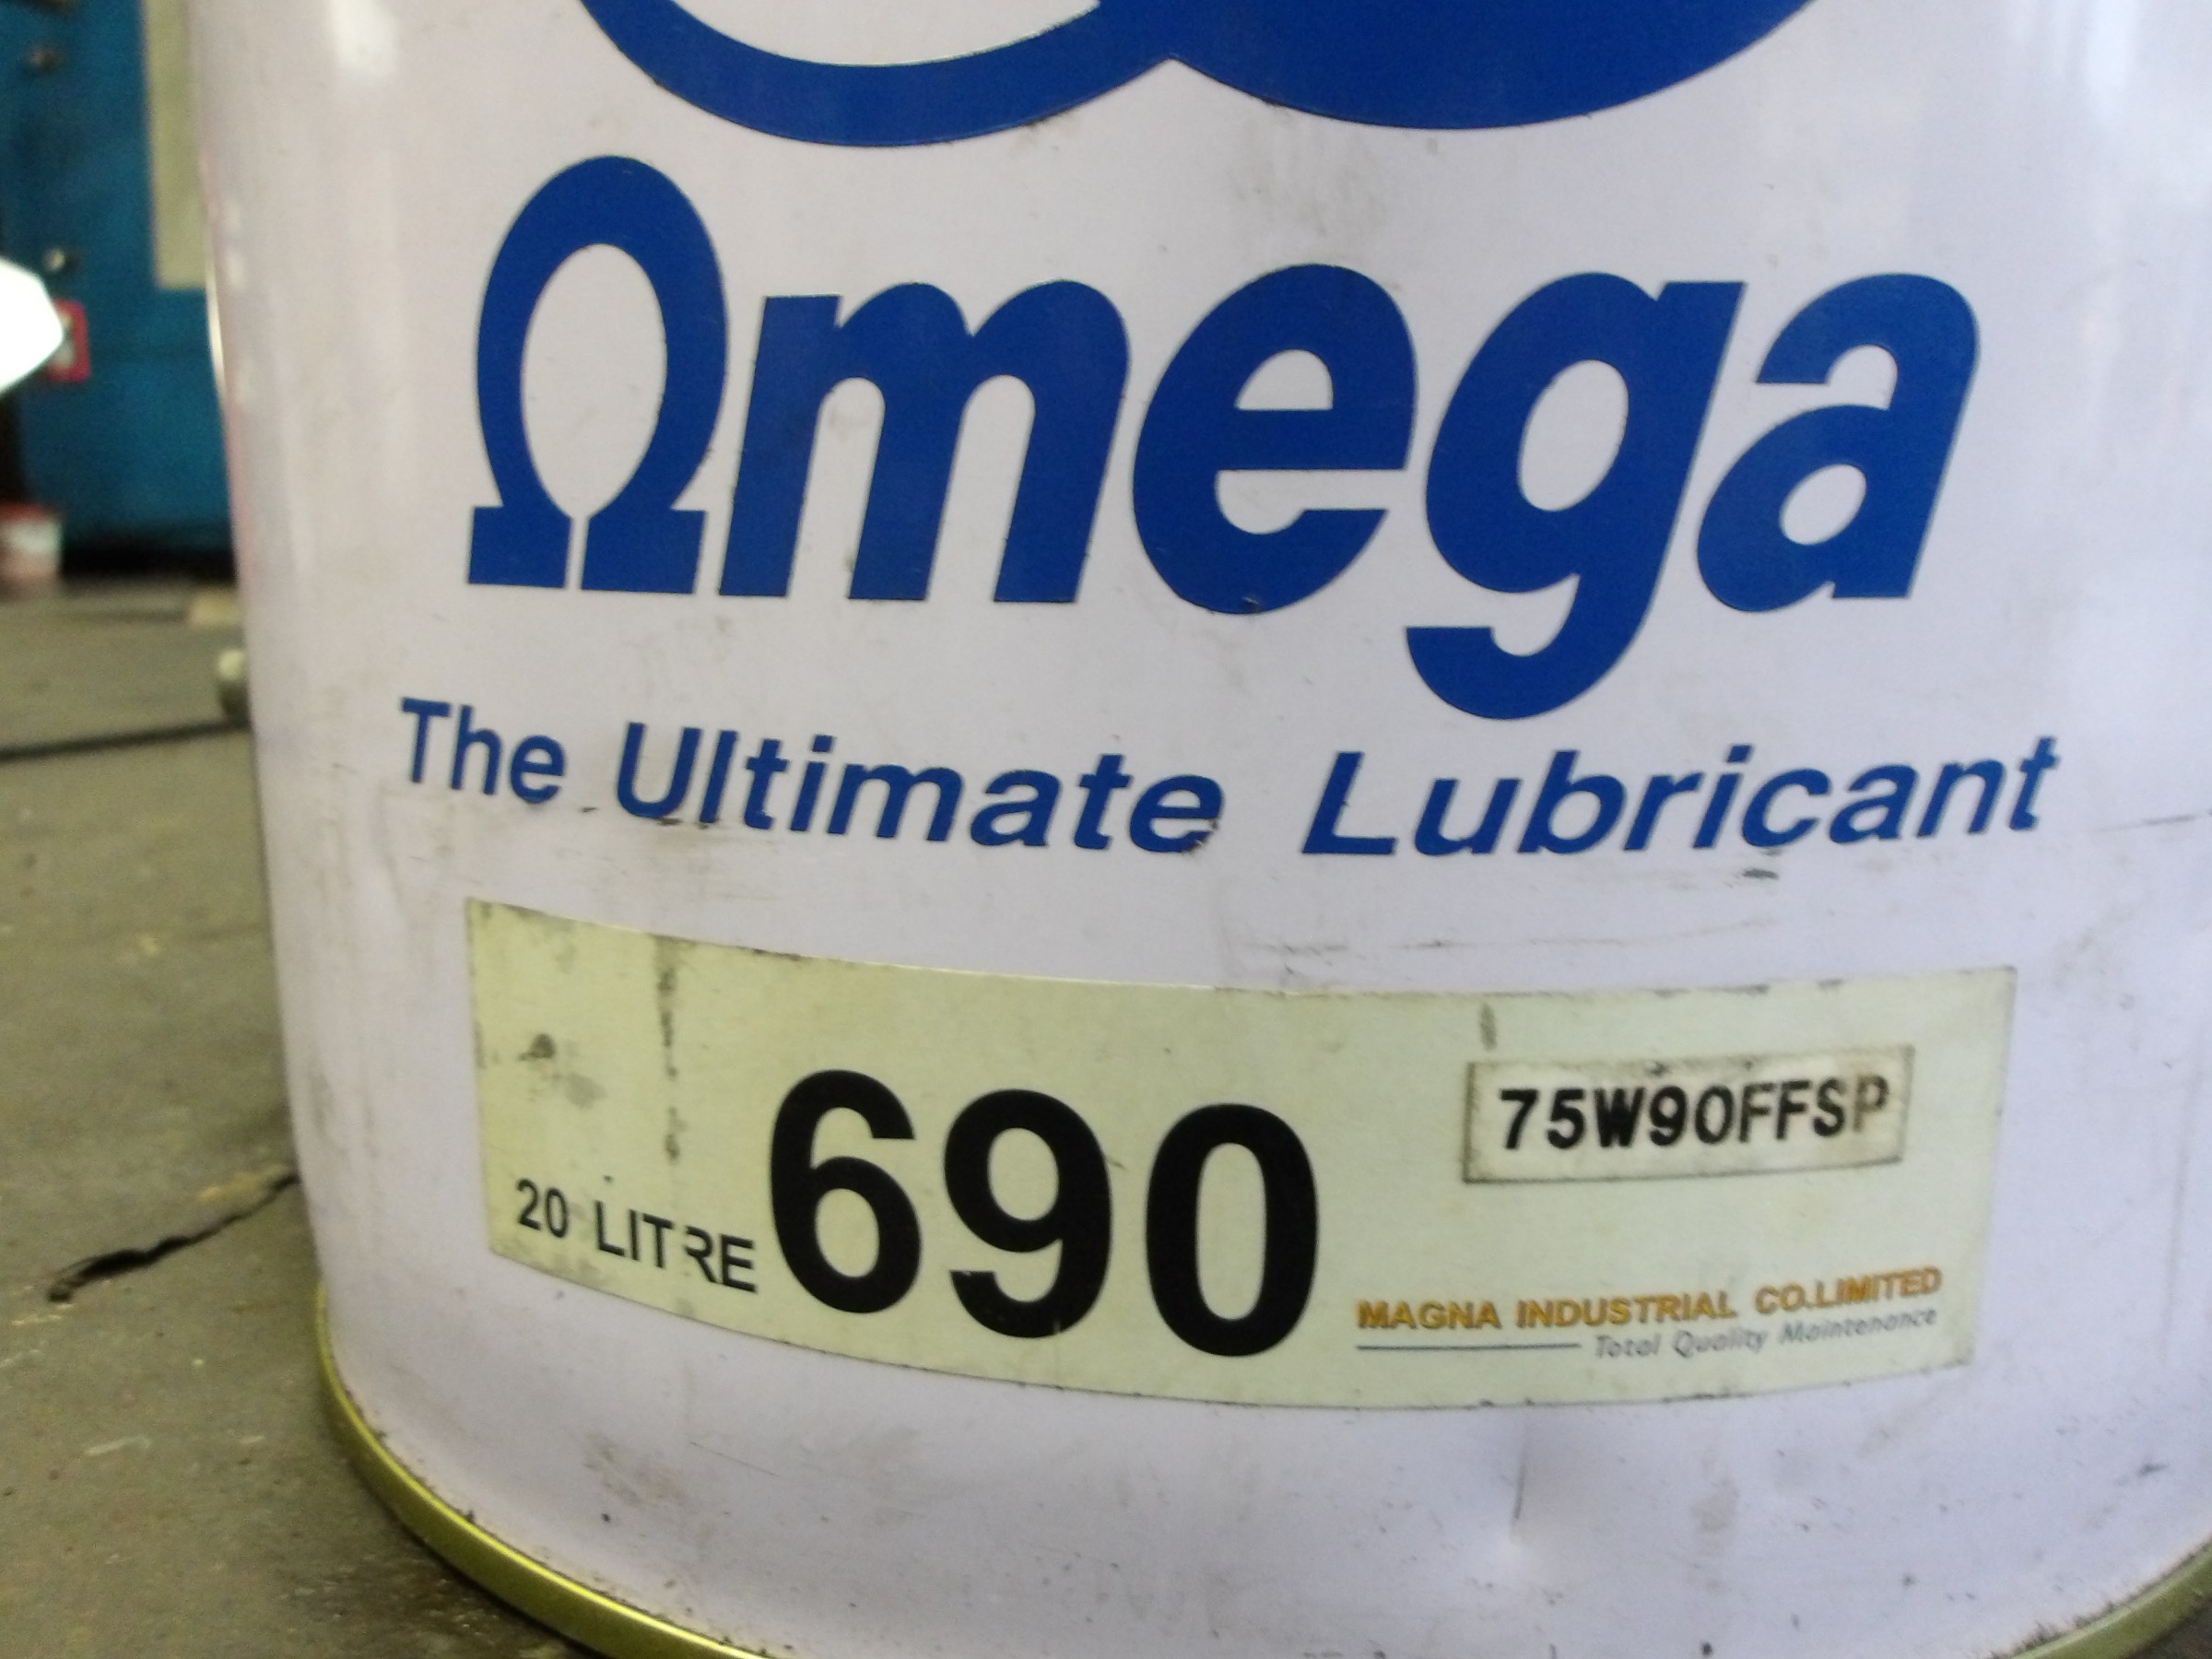 Ωmega
The Ultimate Lubricant
75W90FFSP
20 LITRE 690
MAGNA INDUSTRIAL CO.LIMITED
Total Quality Maintenance